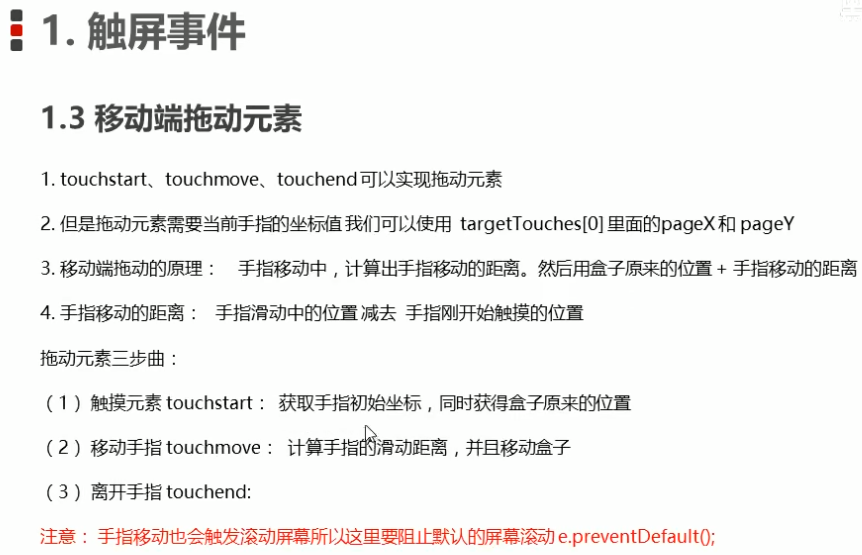 1. 触屏事件
1.3 移动端拖动元素
1. touchstart、touchmove、touchend可以实现拖动元素
2. 但是拖动元素需要当前手指的坐标值 我们可以使用 targetTouches[0] 里面的pageX 和 pageY
3. 移动端拖动的原理： 手指移动中，计算出手指移动的距离。然后用盒子原来的位置 + 手指移动的距离
4. 手指移动的距离： 手指滑动中的位置 减去 手指刚开始触摸的位置
拖动元素三步曲：
（1）触摸元素 touchstart： 获取手指初始坐标，同时获得盒子原来的位置
（2）移动手指 touchmove： 计算手指的滑动距离，并且移动盒子
（3）离开手指 touchend:
注意： 手指移动也会触发滚动屏幕所以这里要阻止默认的屏幕滚动 e.preventDefault();